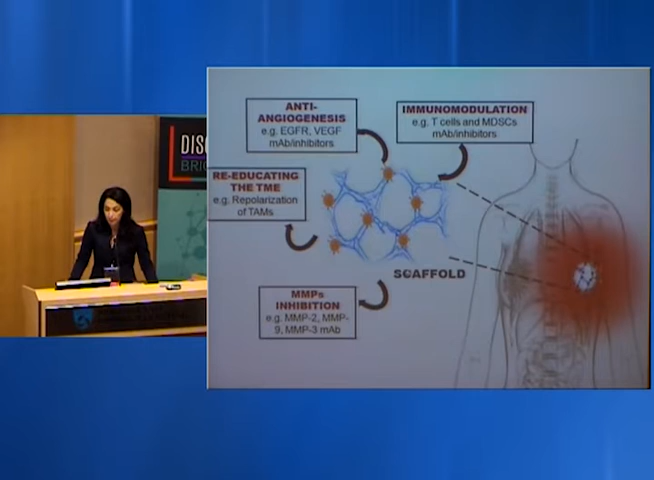 DISC
BRIG
ANTI-
ANGIOGENESIS
e.g. EGFR, VEGF
mAb/inhibitors
IMMUNOMODULATION
e.g. T cells and MDSCs
mAb/inhibitors
RE-EDUCATING
THE TME
e.g. Repolarization
of TAMs
SCAFFOLD
MMPs
INHIBITION
e.g. MMP-2, MMP-
9, MMP-3 mAb